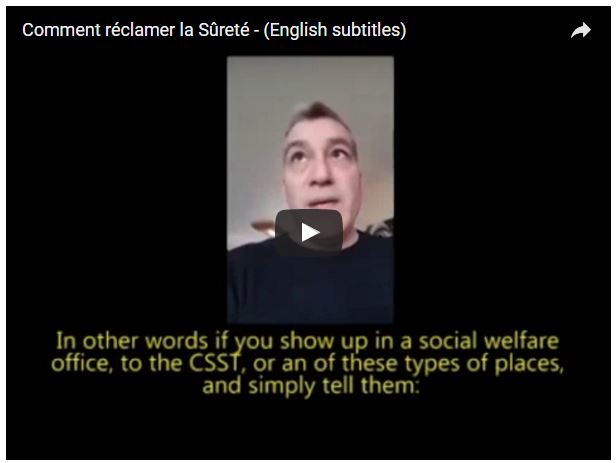 Comment réclamer la Sûreté - (English subtitles)
In other words if you show up in a social welfare
office, to the CSST, or an of these types of places,
and simply tell them: